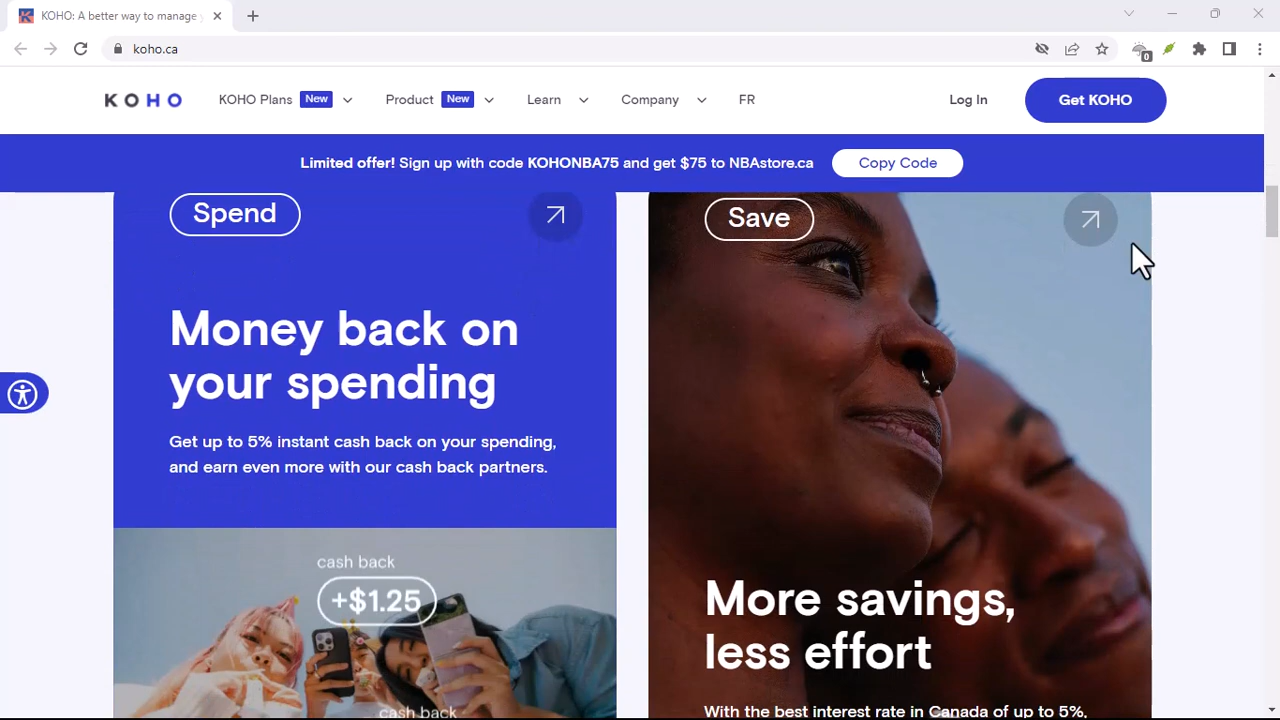 KOHO: A better way to manage
koho.ca
0
KOHO
KOHO Plans New
Product New
Learn
Company
FR
Log In
Get KOHO
Limited offer! Sign up with code KOHONBA75 and get $75 to NBAstore.ca
Copy Code
Spend
Money back on
your spending
Get up to 5% instant cash back on your spending,
and earn even more with our cash back partners.
cash back
+$1.25
cash back
Save
More savings,
less effort
With the best interest rate in Canada of up to 5%,